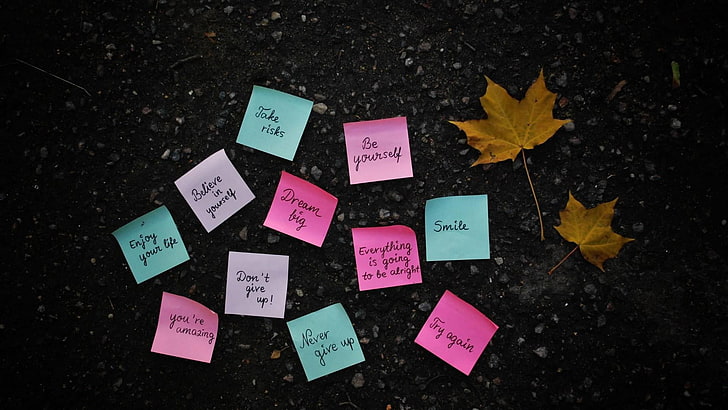 Take
risks
Be
yourself
Believe
in
yourself
Dream
big
Smile
Enjoy
your life
Everything
is going
to be alright
Don't
give
up!
you're
amazing
Never
give up
Try again